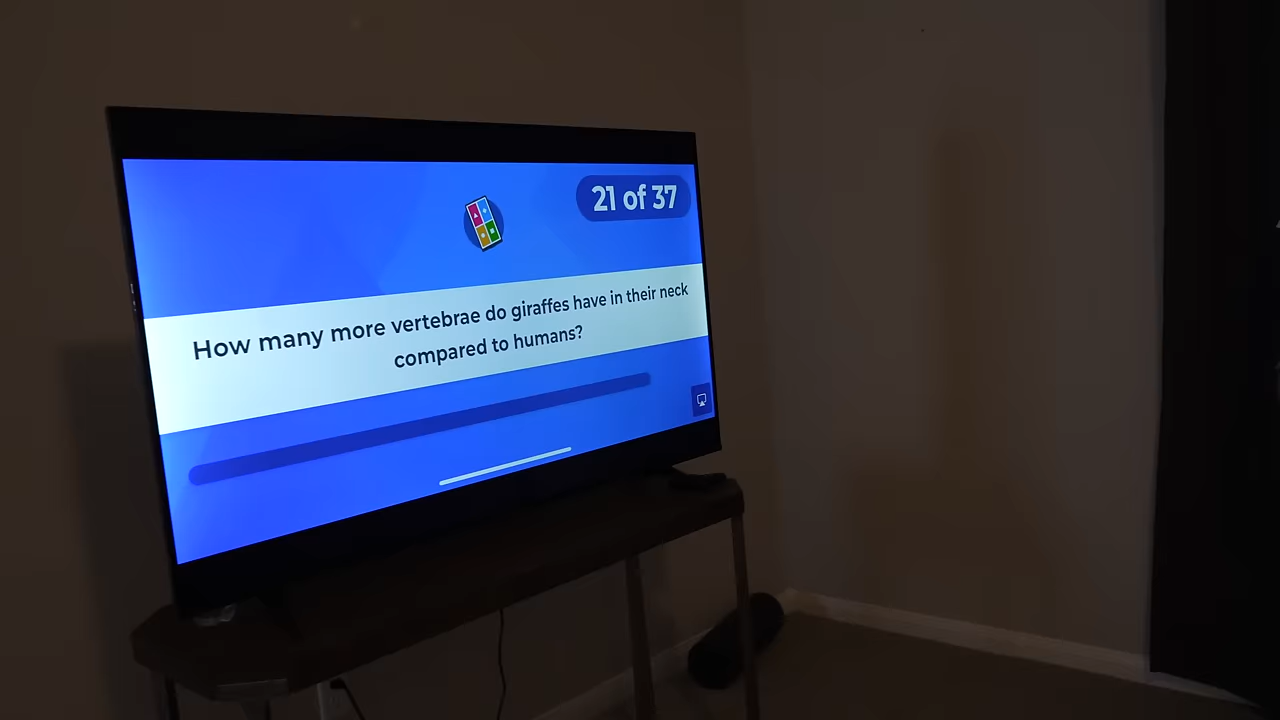 21 of 37
How many more vertebrae do giraffes have in their neck
compared to humans?